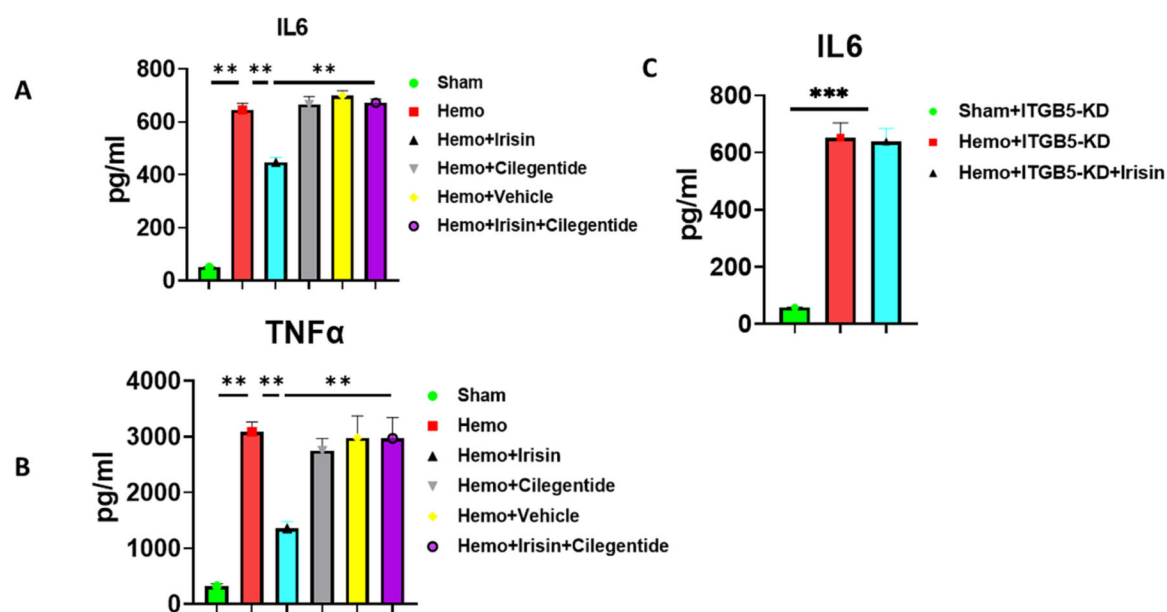 A
IL6
** ** **
pg/ml
800
600
400
200
0
Sham
Hemo
Hemo+Irisin
Hemo+Cilegentide
Hemo+Vehicle
Hemo+Irisin+Cilegentide
B
TNFα
** ** **
pg/ml
4000
3000
2000
1000
0
Sham
Hemo
Hemo+Irisin
Hemo+Cilegentide
Hemo+Vehicle
Hemo+Irisin+Cilegentide
C
IL6
***
pg/ml
800
600
400
200
0
Sham+ITGB5-KD
Hemo+ITGB5-KD
Hemo+ITGB5-KD+Irisin